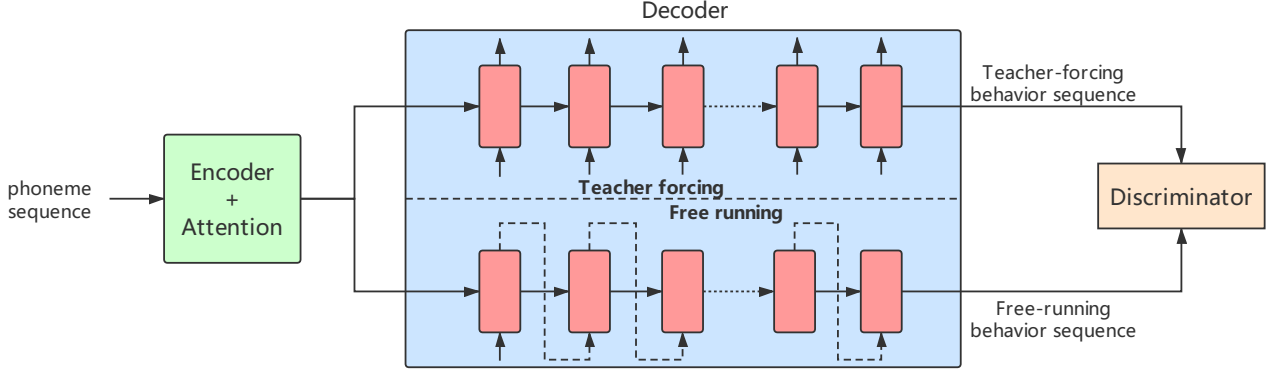 Decoder
Teacher-forcing
behavior sequence
phoneme
sequence
Encoder
+
Attention
Teacher forcing
Free running
Discriminator
Free-running
behavior sequence